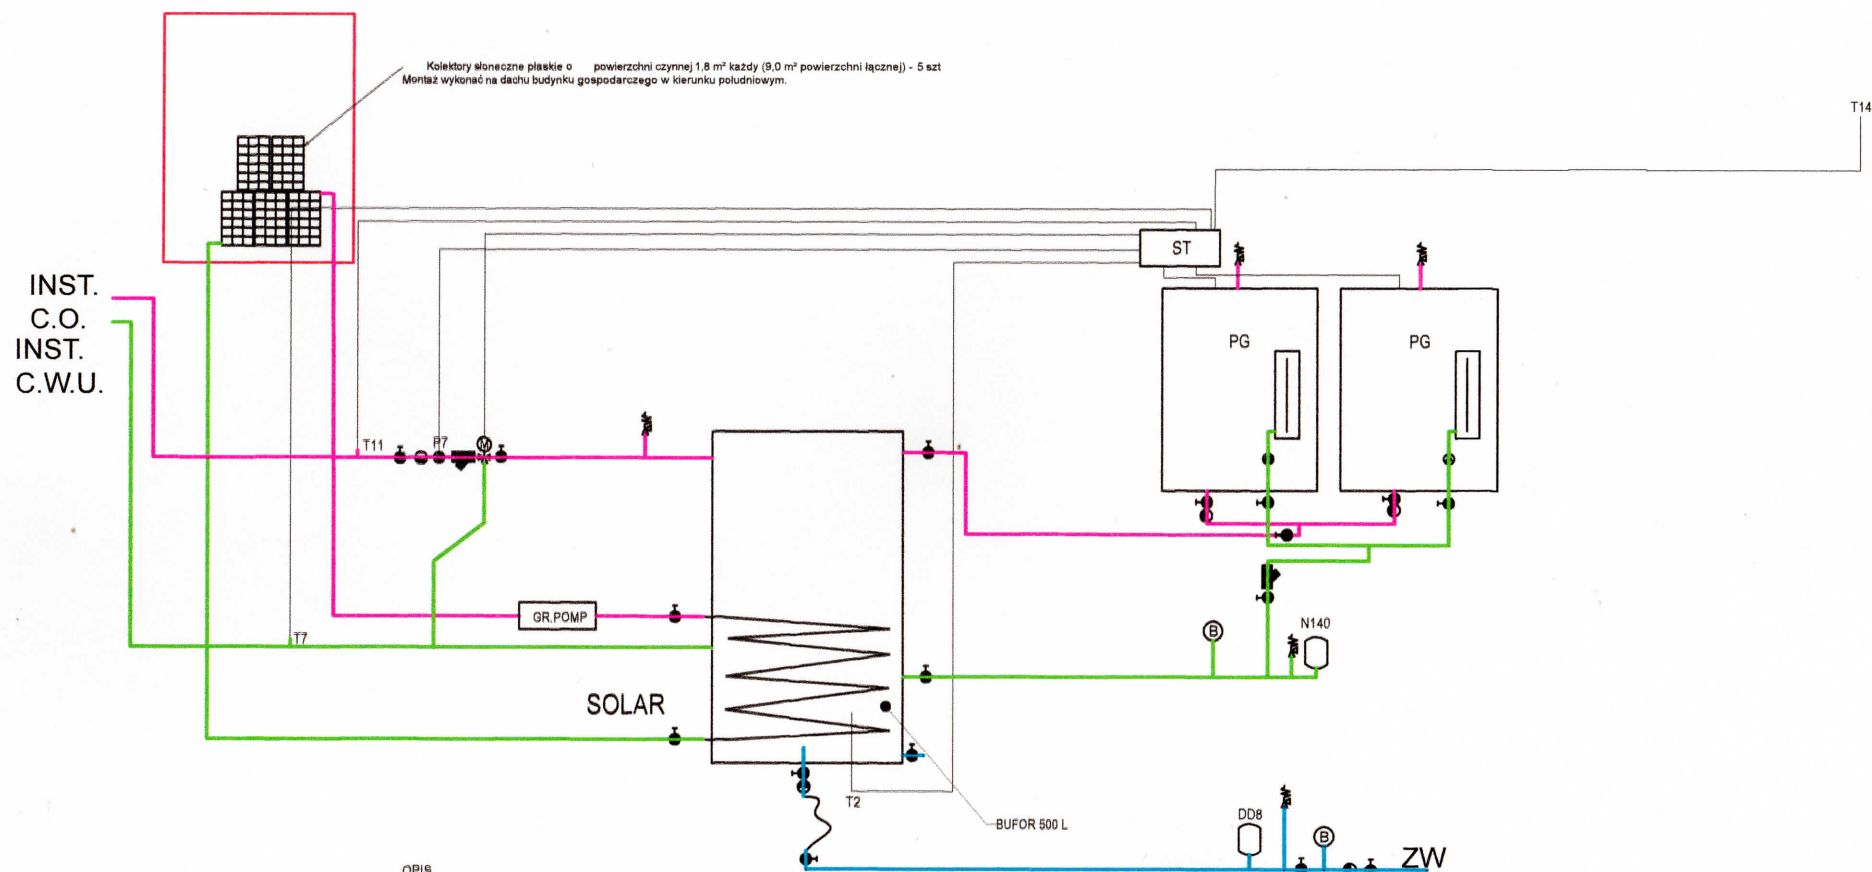 Kolektory słoneczne płaskie o powierzchni czynnej 1,8 m² każdy (9,0 m² powierzchni łącznej) - 5 szt
Montaż wykonać na dachu budynku gospodarczego w kierunku południowym.
T14
ST
INST.
C.O.
INST.
C.W.U.
PG
PG
T11
P7
M
GR.POMP
T7
SOLAR
B
N140
T2
BUFOR 500 L
DD8
B
ZW
OPIS